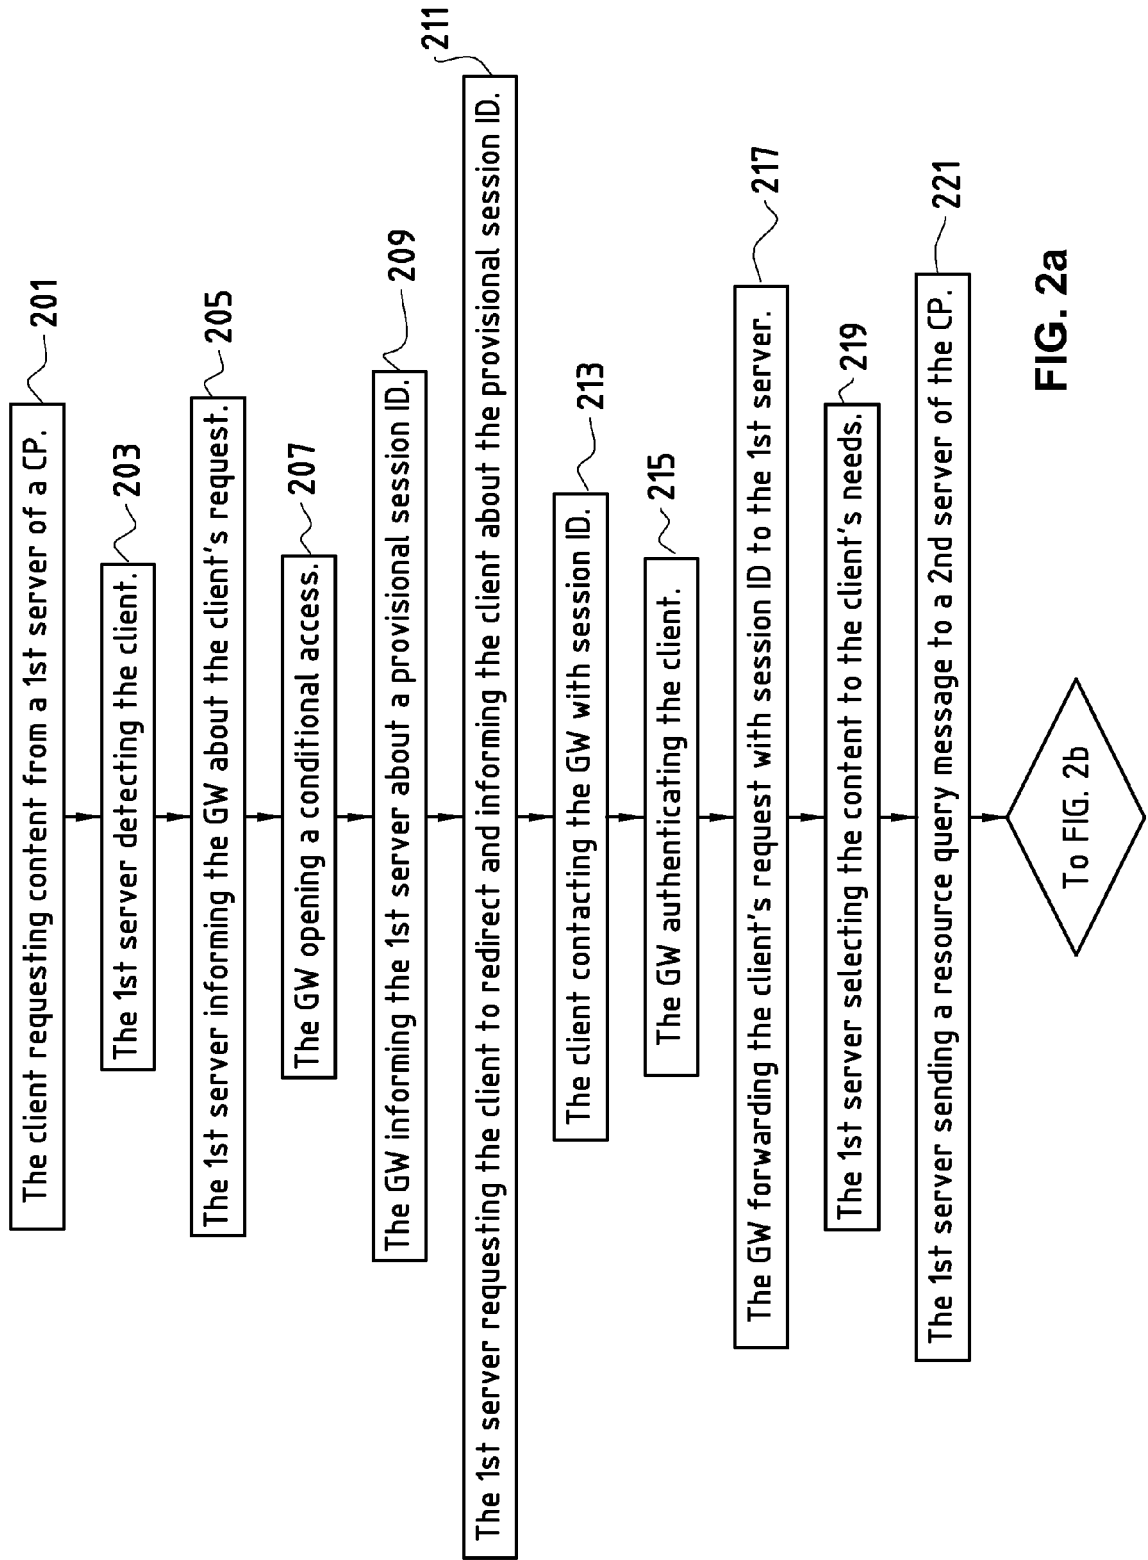 The client requesting content from a 1st server of a CP.
201
The 1st server detecting the client.
203
The 1st server informing the GW about the client's request.
205
The GW opening a conditional access.
207
The GW informing the 1st server about a provisional session ID.
209
The 1st server requesting the client to redirect and informing the client about the provisional session ID.
211
The client contacting the GW with session ID.
213
The GW authenticating the client.
215
The GW forwarding the client's request with session ID to the 1st server.
217
The 1st server selecting the content to the client's needs.
219
The 1st server sending a resource query message to a 2nd server of the CP.
221
To FIG. 2b
FIG. 2a